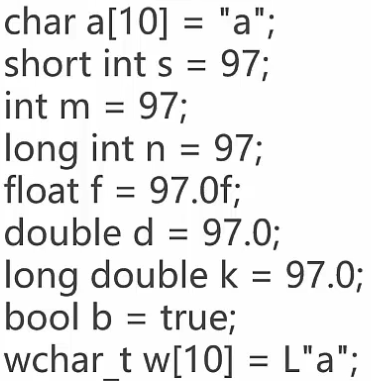 char a[10] = "a";
short int s = 97;
int m = 97;
long int n = 97;
float f = 97.0f;
double d = 97.0;
long double k = 97.0;
bool b = true;
wchar_t w[10] = L"a";